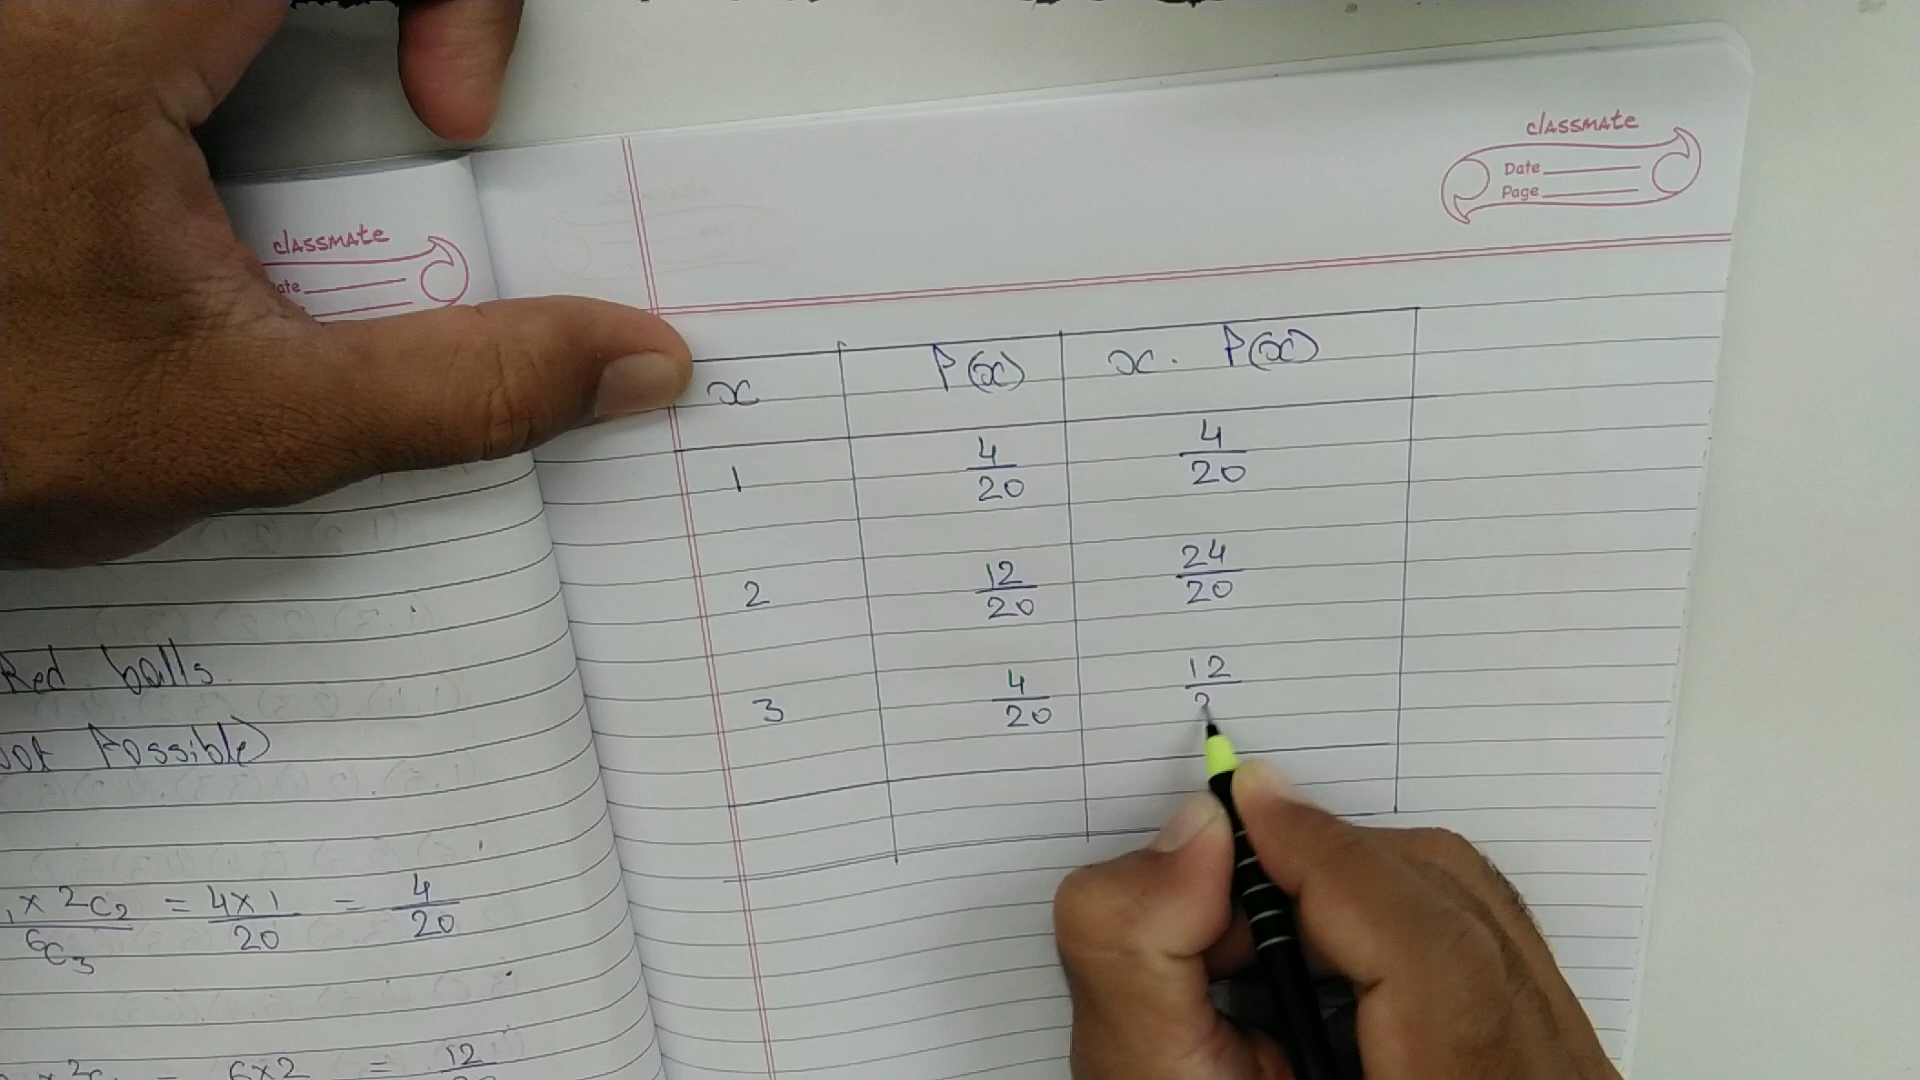 classmate
Date
Page
classmate
x P(x) x. P(x)
1 4/20 4/20
2 12/20 24/20
3 4/20 12/2
Red balls
Possible)
x 2c2 / 6c3 = 4x1 / 20 = 4/20
6x2 = 12